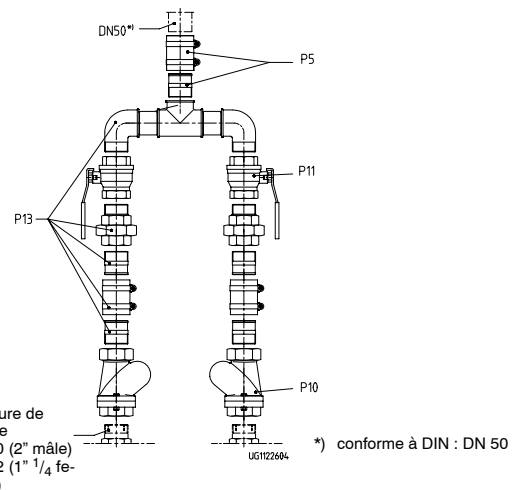 DN50*)
P5
P11
P13
P10
ure de
e
0 (2” mâle)
2 (1” 1/4 fe-
)
UG1122604
*) conforme à DIN : DN 50